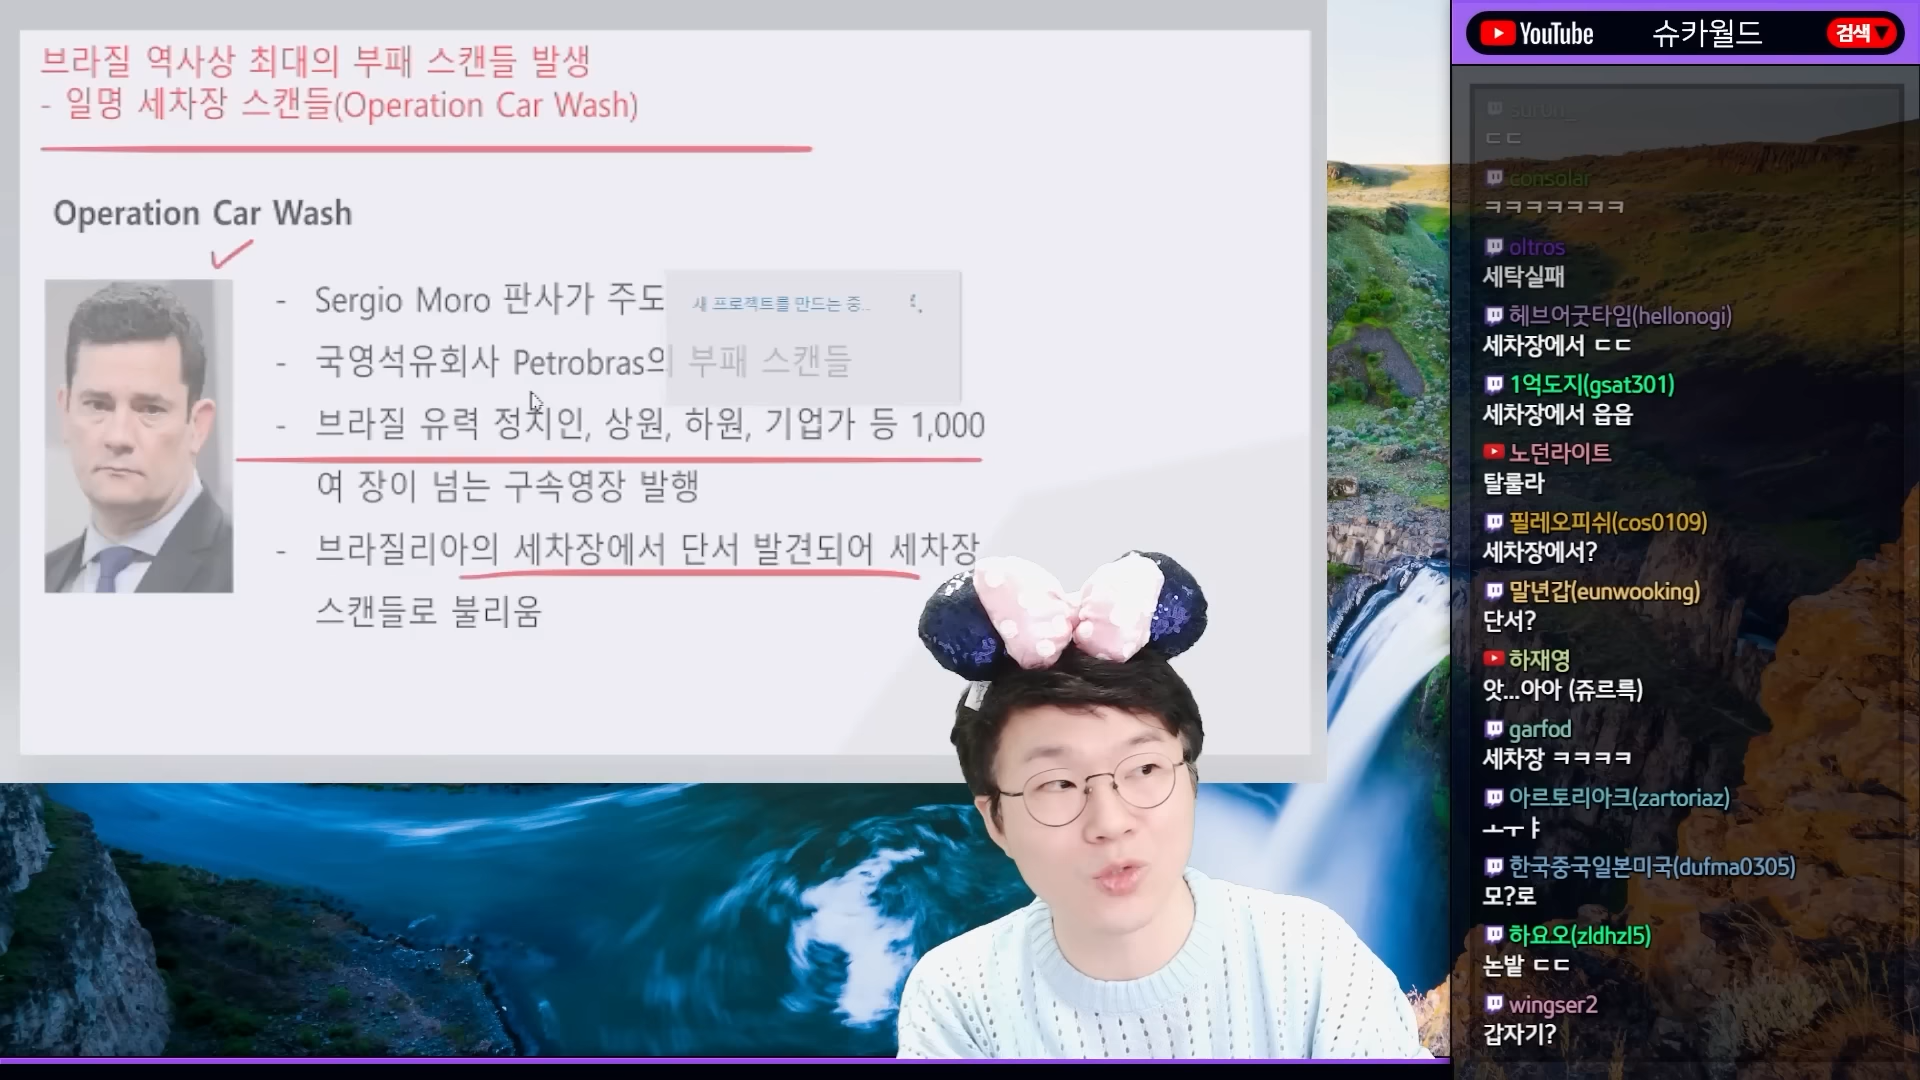 브라질 역사상 최대의 부패 스캔들 발생
- 일명 세차장 스캔들(Operation Car Wash)
Operation Car Wash
- Sergio Moro 판사가 주도
새 프로젝트를 만드는 중..
- 국영석유회사 Petrobras의 부패 스캔들
- 브라질 유력 정치인, 상원, 하원, 기업가 등 1,000
여 장이 넘는 구속영장 발행
- 브라질리아의 세차장에서 단서 발견되어 세차장
스캔들로 불리움
YouTube 슈카월드 검색
ㄷㄷ
consolar
ㅋㅋㅋㅋㅋㅋㅋ
oltros
세탁실패
헤브어굿타임(hellonogi)
세차장에서 ㄷㄷ
1억도지(gsat301)
세차장에서 읍읍
노던라이트
탈룰라
필레오피쉬(cos0109)
세차장에서?
말년갑(eunwooking)
단서?
하재영
앗...아아 (쥬르륵)
garfod
세차장 ㅋㅋㅋㅋ
아르토리아크(zartoriaz)
ㅗㅜㅑ
한국중국일본미국(dufma0305)
모?로
하요오(zldhzl5)
논밭 ㄷㄷ
wingser2
갑자기?